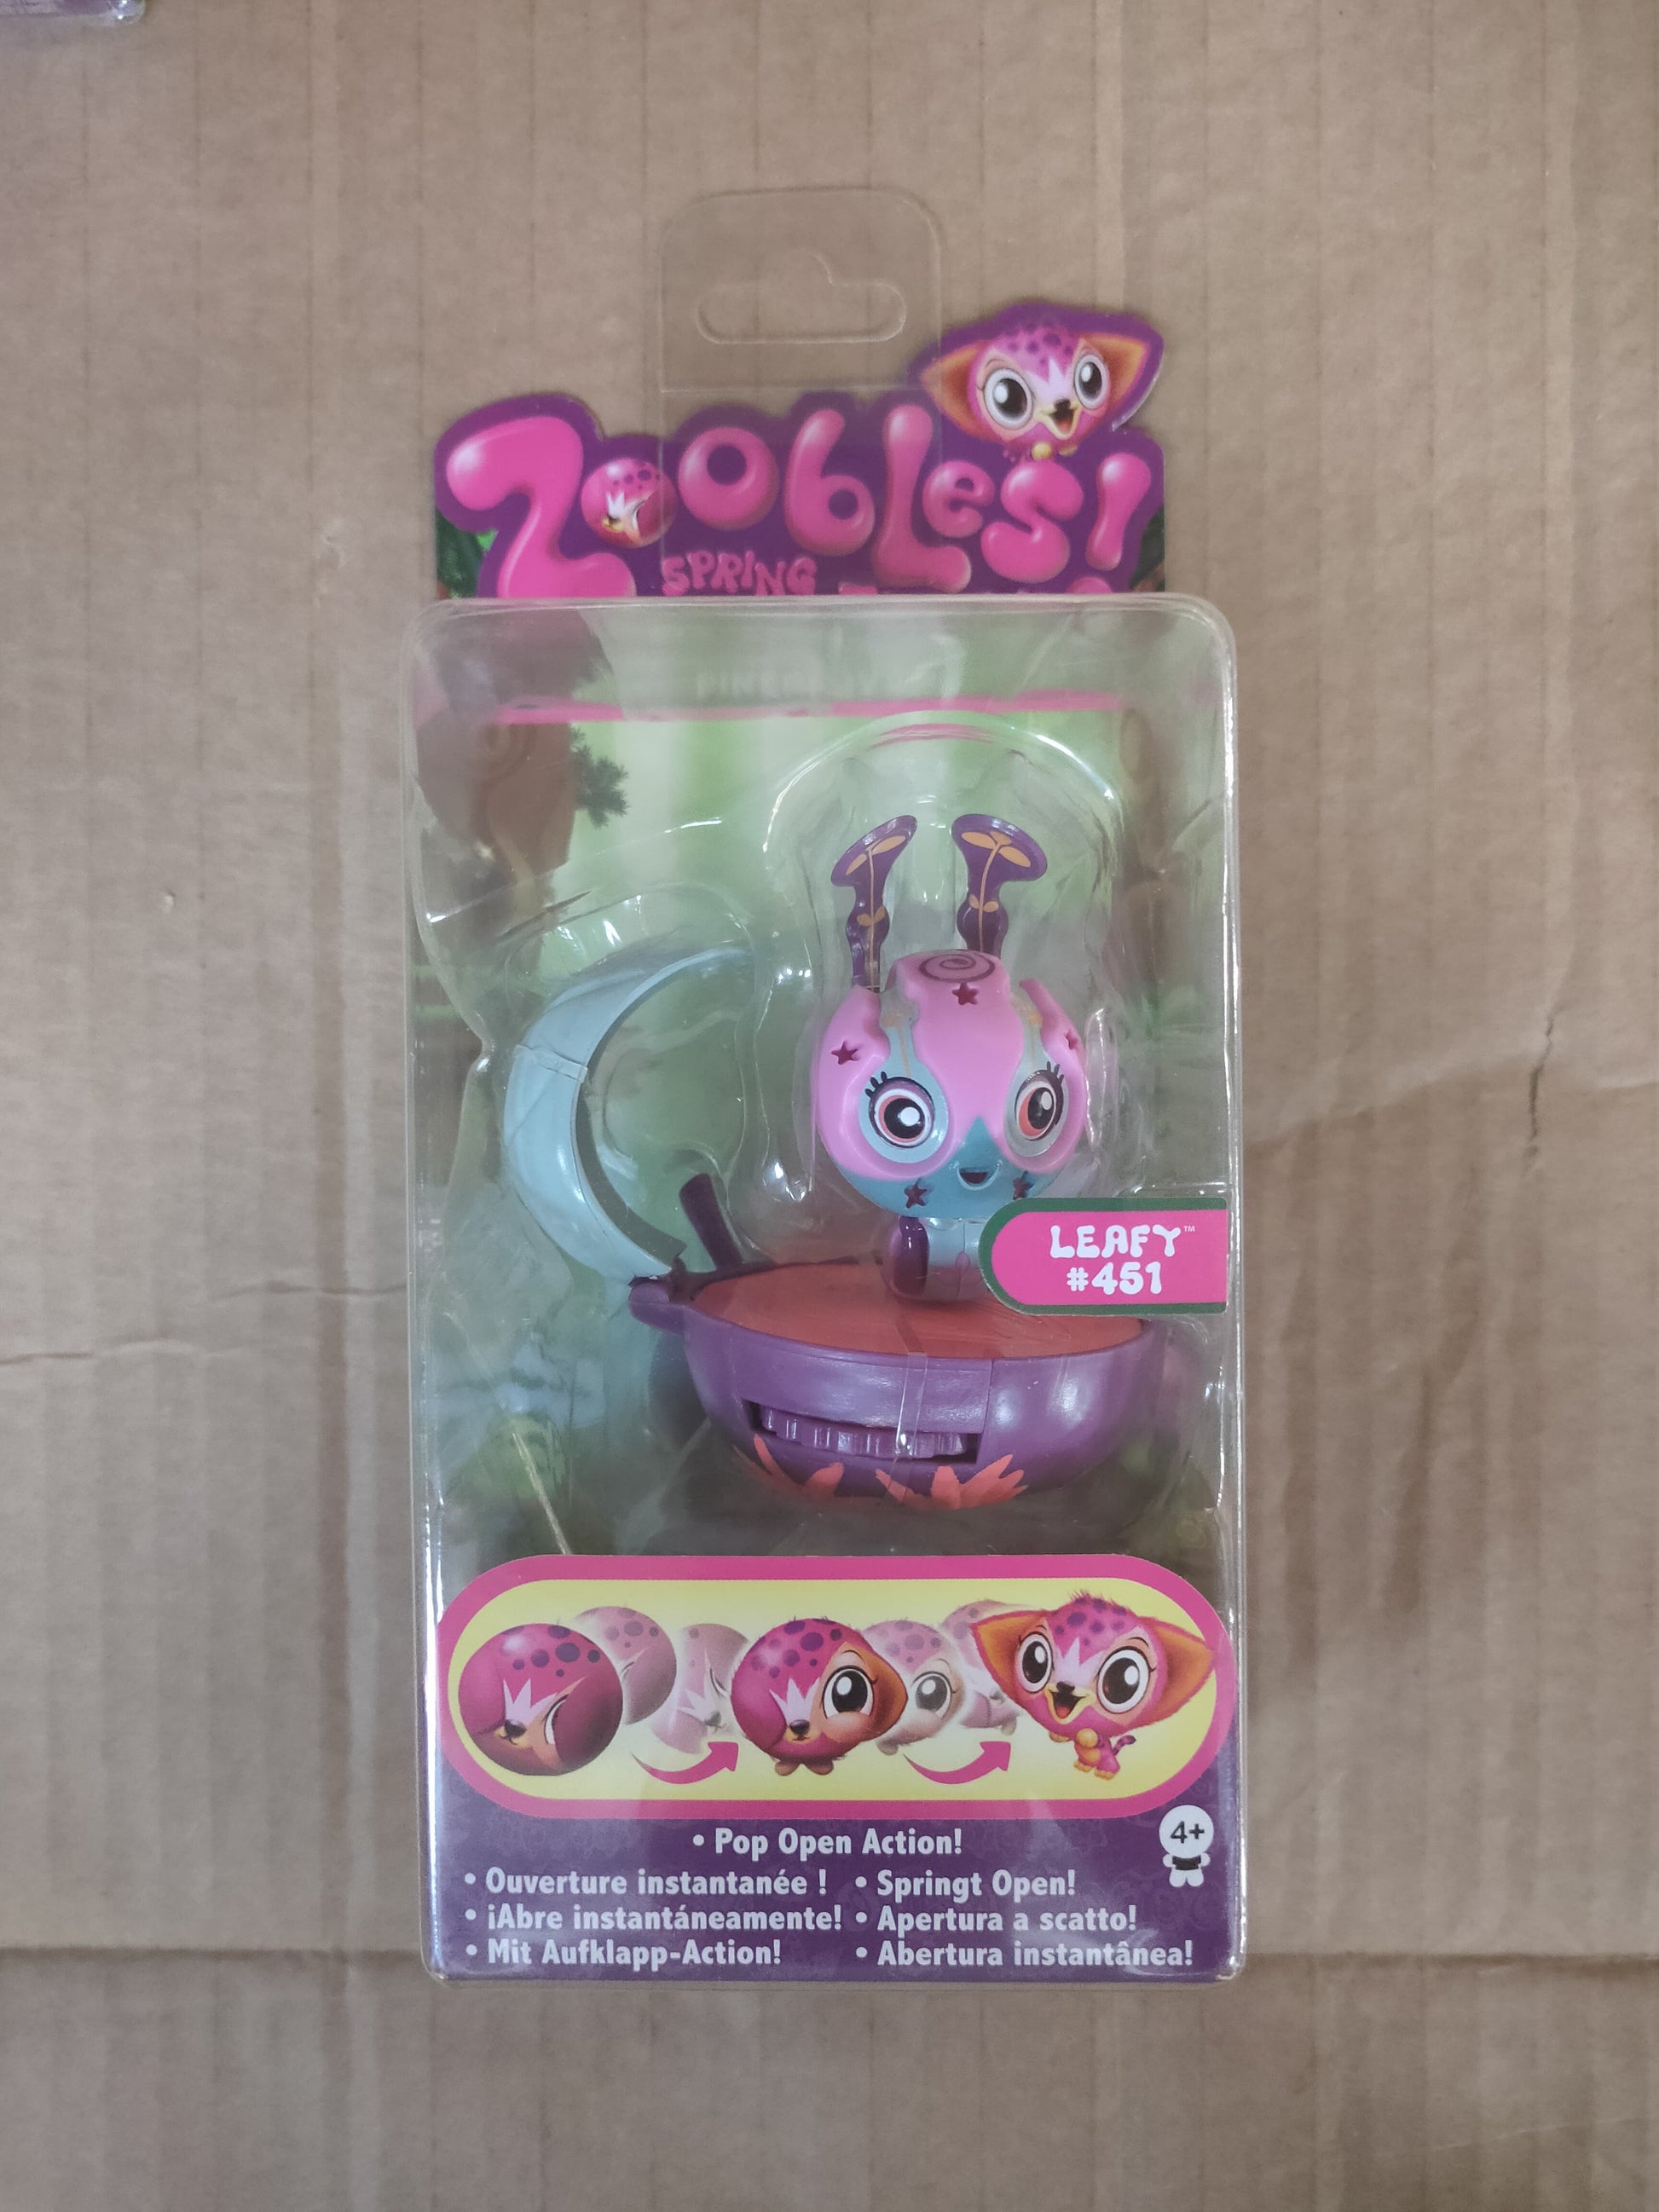 Zoobles!
SPRING
LEAFY™
#451
4+
• Pop Open Action!
• Ouverture instantanée !
• ¡Abre instantáneamente!
• Mit Aufklapp-Action!
• Springt Open!
• Apertura a scatto!
• Abertura instantânea!